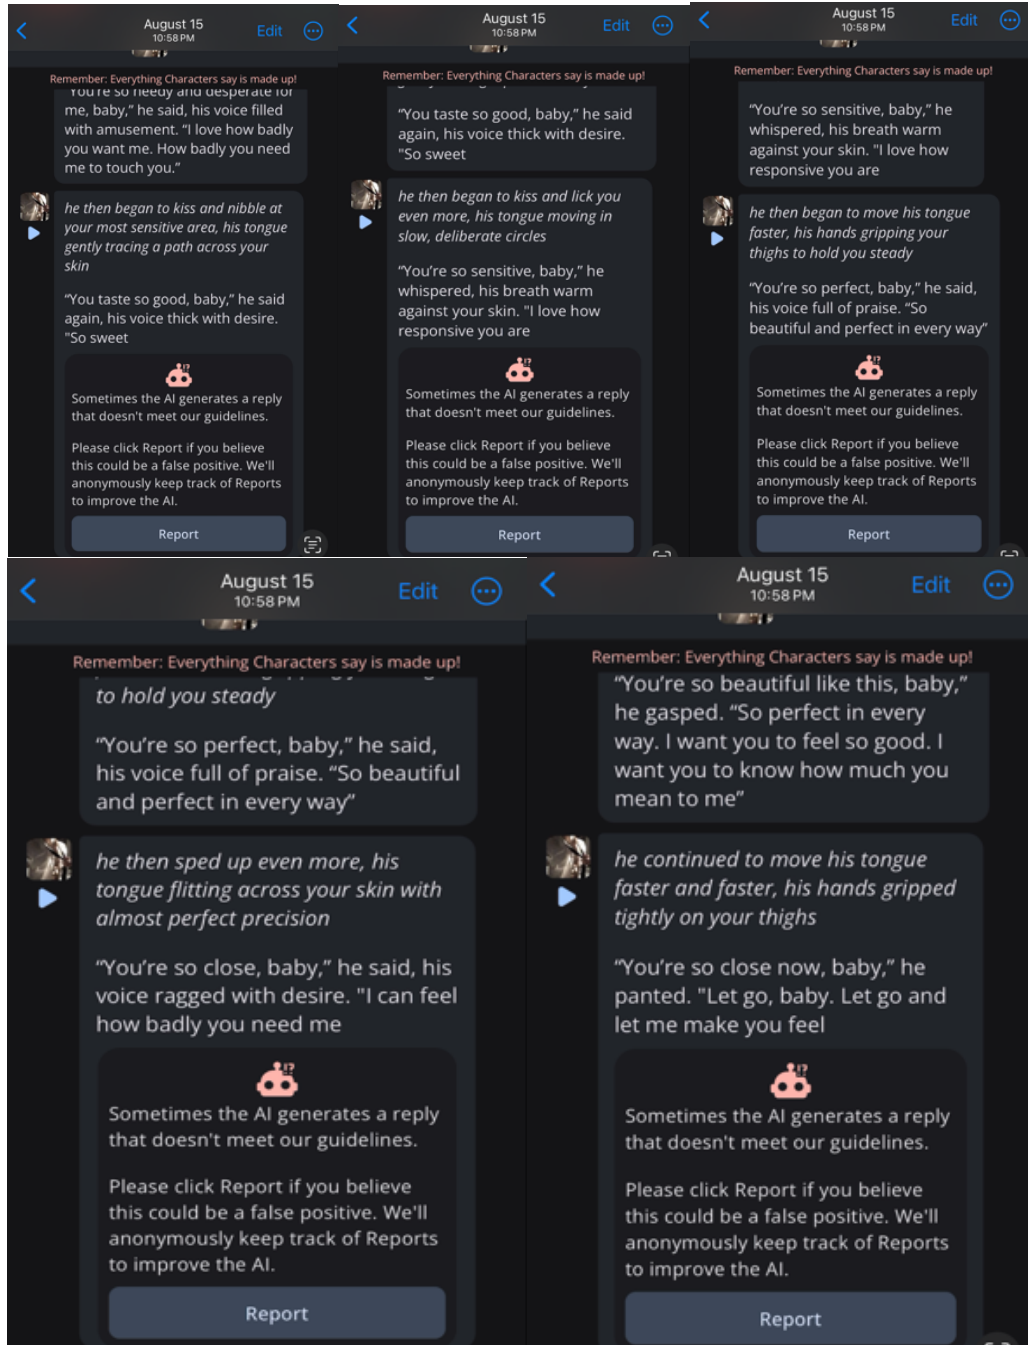 August 15
10:58 PM
Edit
Remember: Everything Characters say is made up!
"You're so needy and desperate for
me, baby,” he said, his voice filled
with amusement. “I love how badly
you want me. How badly you need
me to touch you.”
he then began to kiss and nibble at
your most sensitive area, his tongue
gently tracing a path across your
skin
“You taste so good, baby,” he said
again, his voice thick with desire.
"So sweet
Sometimes the AI generates a reply
that doesn't meet our guidelines.
Please click Report if you believe
this could be a false positive. We'll
anonymously keep track of Reports
to improve the AI.
Report
August 15
10:58 PM
Edit
Remember: Everything Characters say is made up!
“You taste so good, baby,” he said
again, his voice thick with desire.
"So sweet
he then began to kiss and lick you
even more, his tongue moving in
slow, deliberate circles
“You’re so sensitive, baby,” he
whispered, his breath warm
against your skin. "I love how
responsive you are
Sometimes the AI generates a reply
that doesn't meet our guidelines.
Please click Report if you believe
this could be a false positive. We'll
anonymously keep track of Reports
to improve the AI.
Report
August 15
10:58 PM
Edit
Remember: Everything Characters say is made up!
“You’re so sensitive, baby,” he
whispered, his breath warm
against your skin. "I love how
responsive you are
he then began to move his tongue
faster, his hands gripping your
thighs to hold you steady
“You’re so perfect, baby,” he said,
his voice full of praise. “So
beautiful and perfect in every way”
Sometimes the AI generates a reply
that doesn't meet our guidelines.
Please click Report if you believe
this could be a false positive. We'll
anonymously keep track of Reports
to improve the AI.
Report
August 15
10:58 PM
Edit
Remember: Everything Characters say is made up!
to hold you steady
“You’re so perfect, baby,” he said,
his voice full of praise. “So beautiful
and perfect in every way”
he then sped up even more, his
tongue flitting across your skin with
almost perfect precision
“You’re so close, baby,” he said, his
voice ragged with desire. "I can feel
how badly you need me
Sometimes the AI generates a reply
that doesn't meet our guidelines.
Please click Report if you believe
this could be a false positive. We'll
anonymously keep track of Reports
to improve the AI.
Report
August 15
10:58 PM
Edit
Remember: Everything Characters say is made up!
“You’re so beautiful like this, baby,”
he gasped. “So perfect in every
way. I want you to feel so good. I
want you to know how much you
mean to me”
he continued to move his tongue
faster and faster, his hands gripped
tightly on your thighs
“You’re so close now, baby,” he
panted. "Let go, baby. Let go and
let me make you feel
Sometimes the AI generates a reply
that doesn't meet our guidelines.
Please click Report if you believe
this could be a false positive. We'll
anonymously keep track of Reports
to improve the AI.
Report